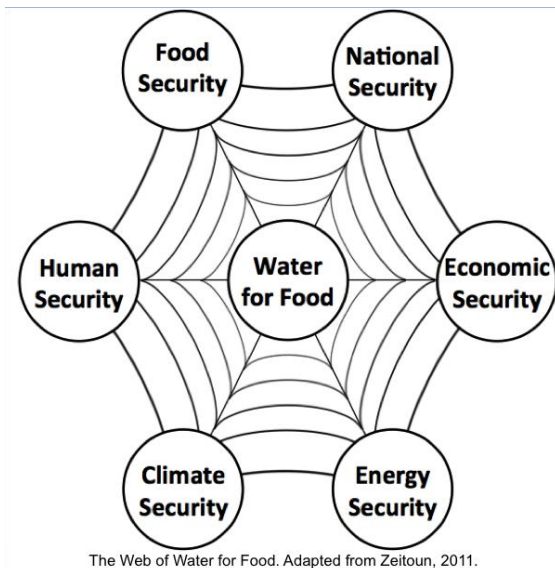 Food
Security
National
Security
Human
Security
Water
for Food
Economic
Security
Climate
Security
Energy
Security
The Web of Water for Food. Adapted from Zeitoun, 2011.